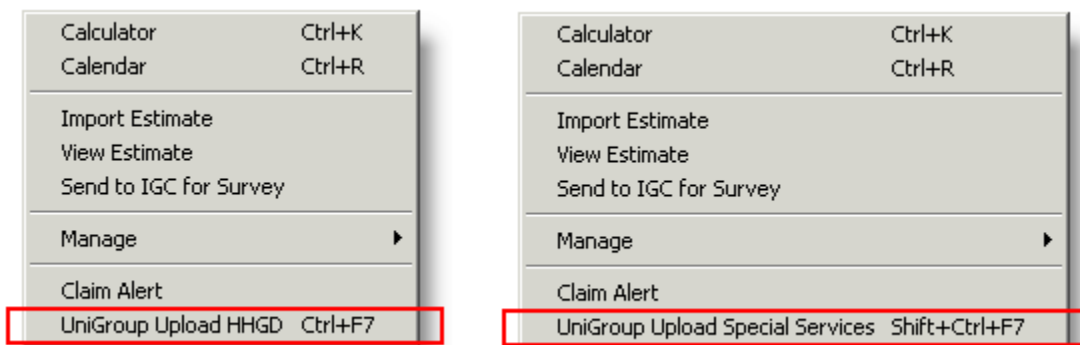 Calculator Ctrl+K
Calendar Ctrl+R
Import Estimate
View Estimate
Send to IGC for Survey
Manage
Claim Alert
UniGroup Upload HHGD Ctrl+F7
Calculator Ctrl+K
Calendar Ctrl+R
Import Estimate
View Estimate
Send to IGC for Survey
Manage
Claim Alert
UniGroup Upload Special Services Shift+Ctrl+F7